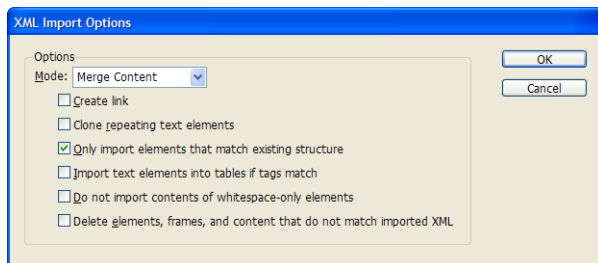 XML Import Options
Options
Mode: Merge Content
OK
Cancel
Create link
Clone repeating text elements
Only import elements that match existing structure
Import text elements into tables if tags match
Do not import contents of whitespace-only elements
Delete elements, frames, and content that do not match imported XML